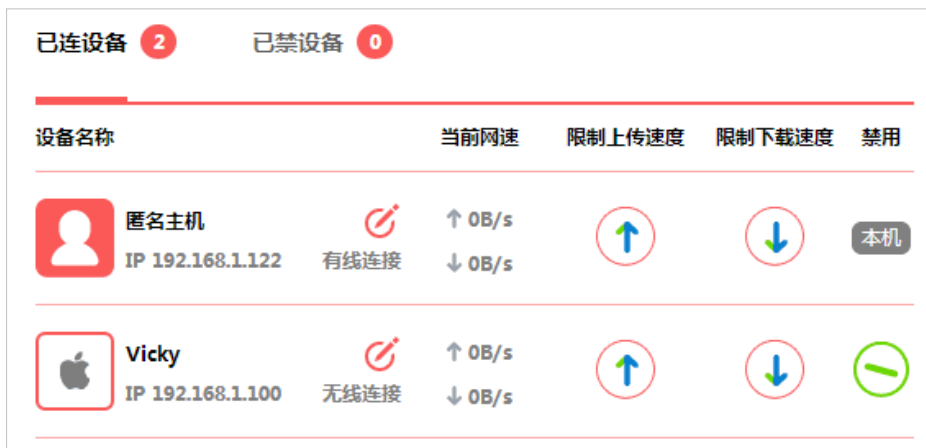 已连设备 2 已禁设备 0
设备名称 当前网速 限制上传速度 限制下载速度 禁用
匿名主机 ↑ 0B/s
IP 192.168.1.122 有线连接 ↓ 0B/s 本机
Vicky ↑ 0B/s
IP 192.168.1.100 无线连接 ↓ 0B/s